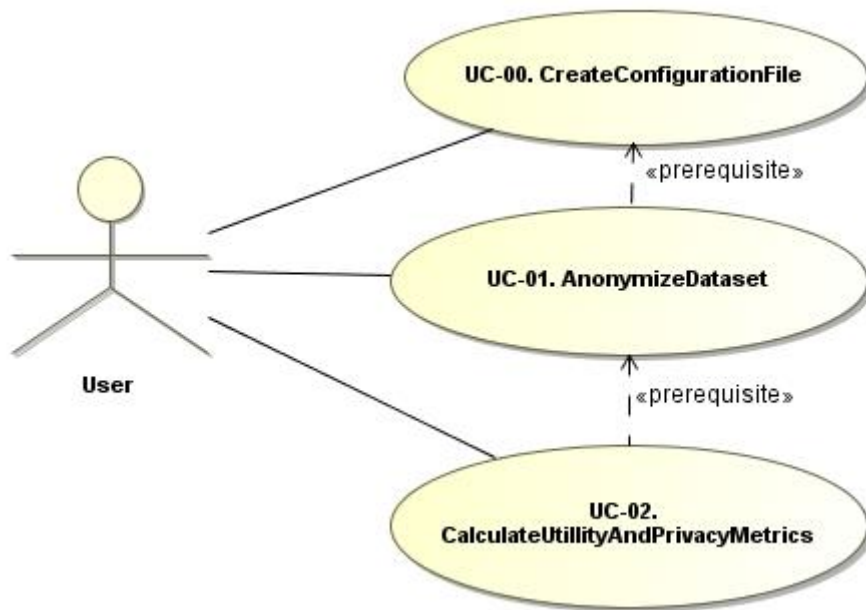 UC-00. CreateConfigurationFile
«prerequisite»
UC-01. AnonymizeDataset
User
«prerequisite»
UC-02.
CalculateUtillityAndPrivacyMetrics